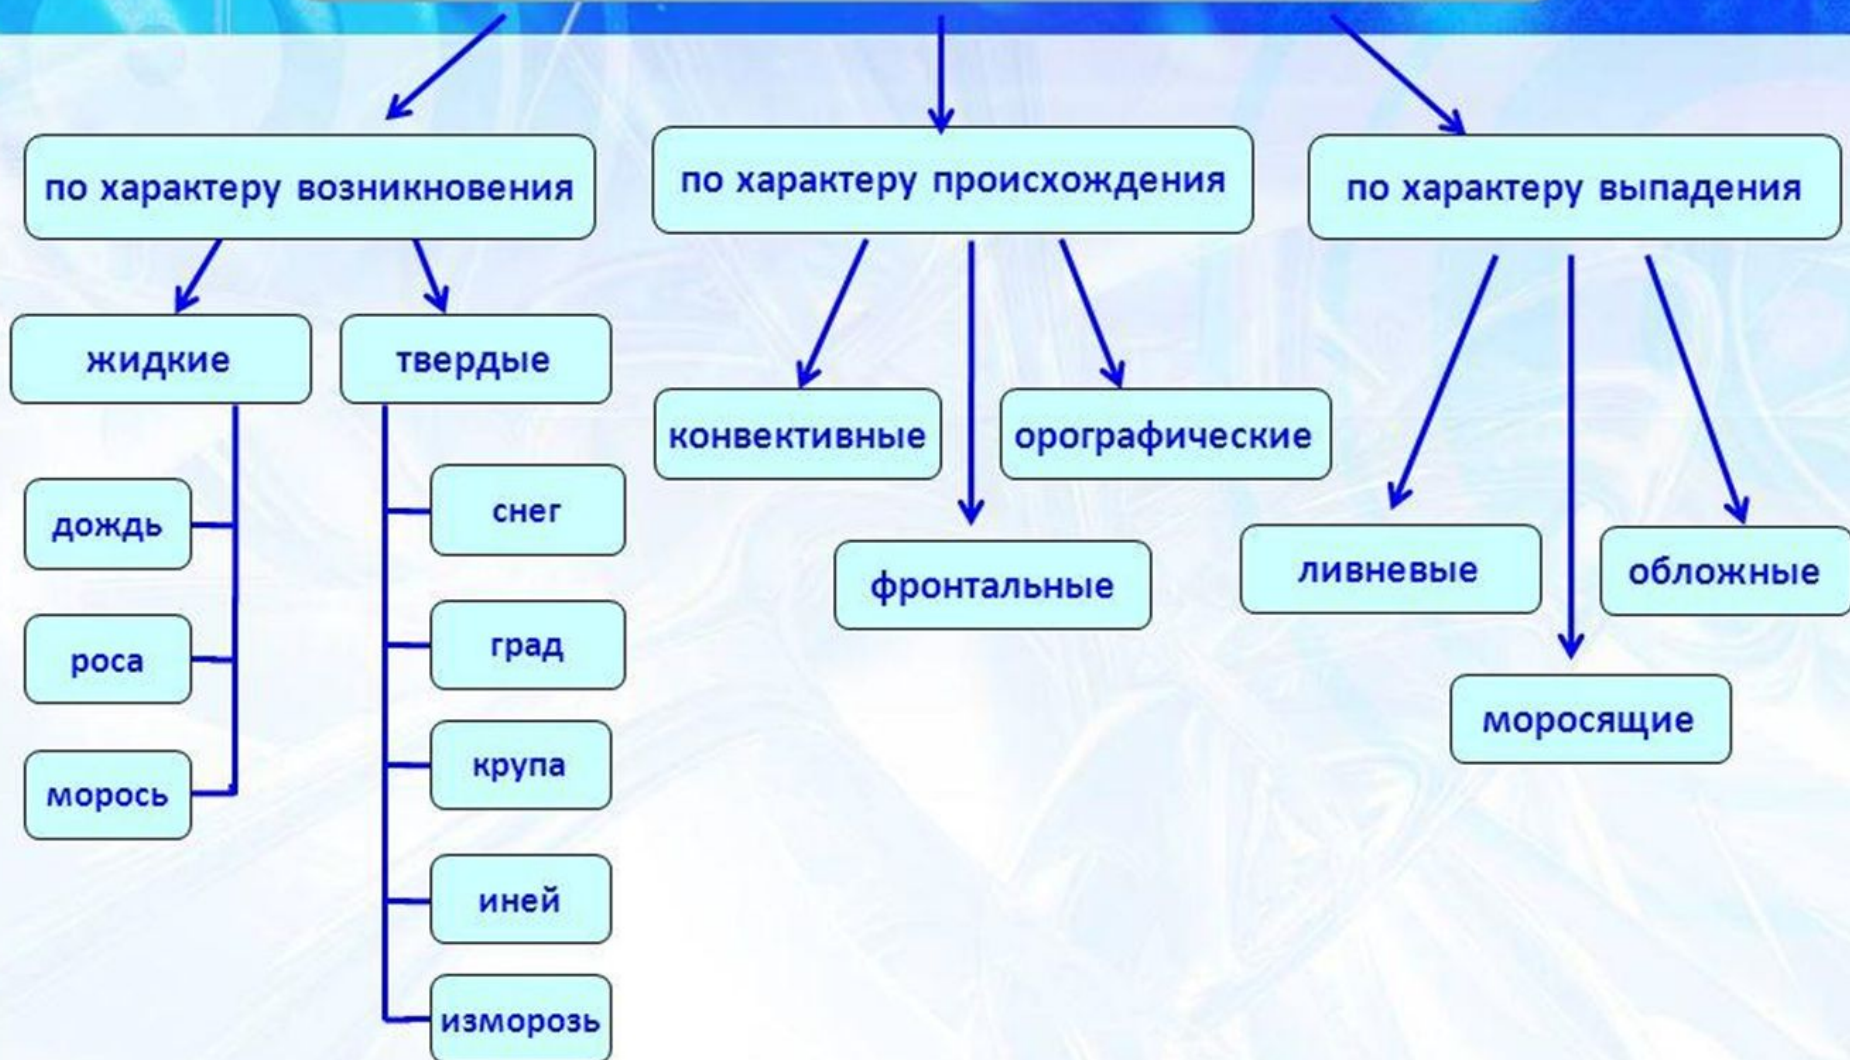 по характеру возникновения
по характеру происхождения
по характеру выпадения
жидкие
твердые
дождь
роса
морось
снег
град
крупа
иней
изморозь
конвективные
орографические
фронтальные
ливневые
обложные
моросящие